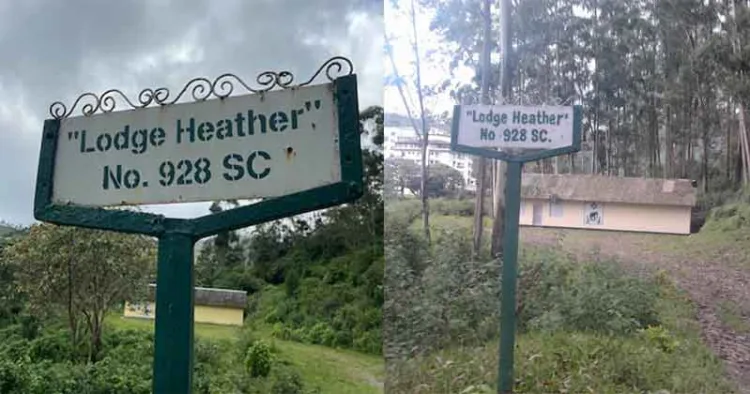 "Lodge Heather"
No. 928 SC
"Lodge Heather"
No 928 SC.